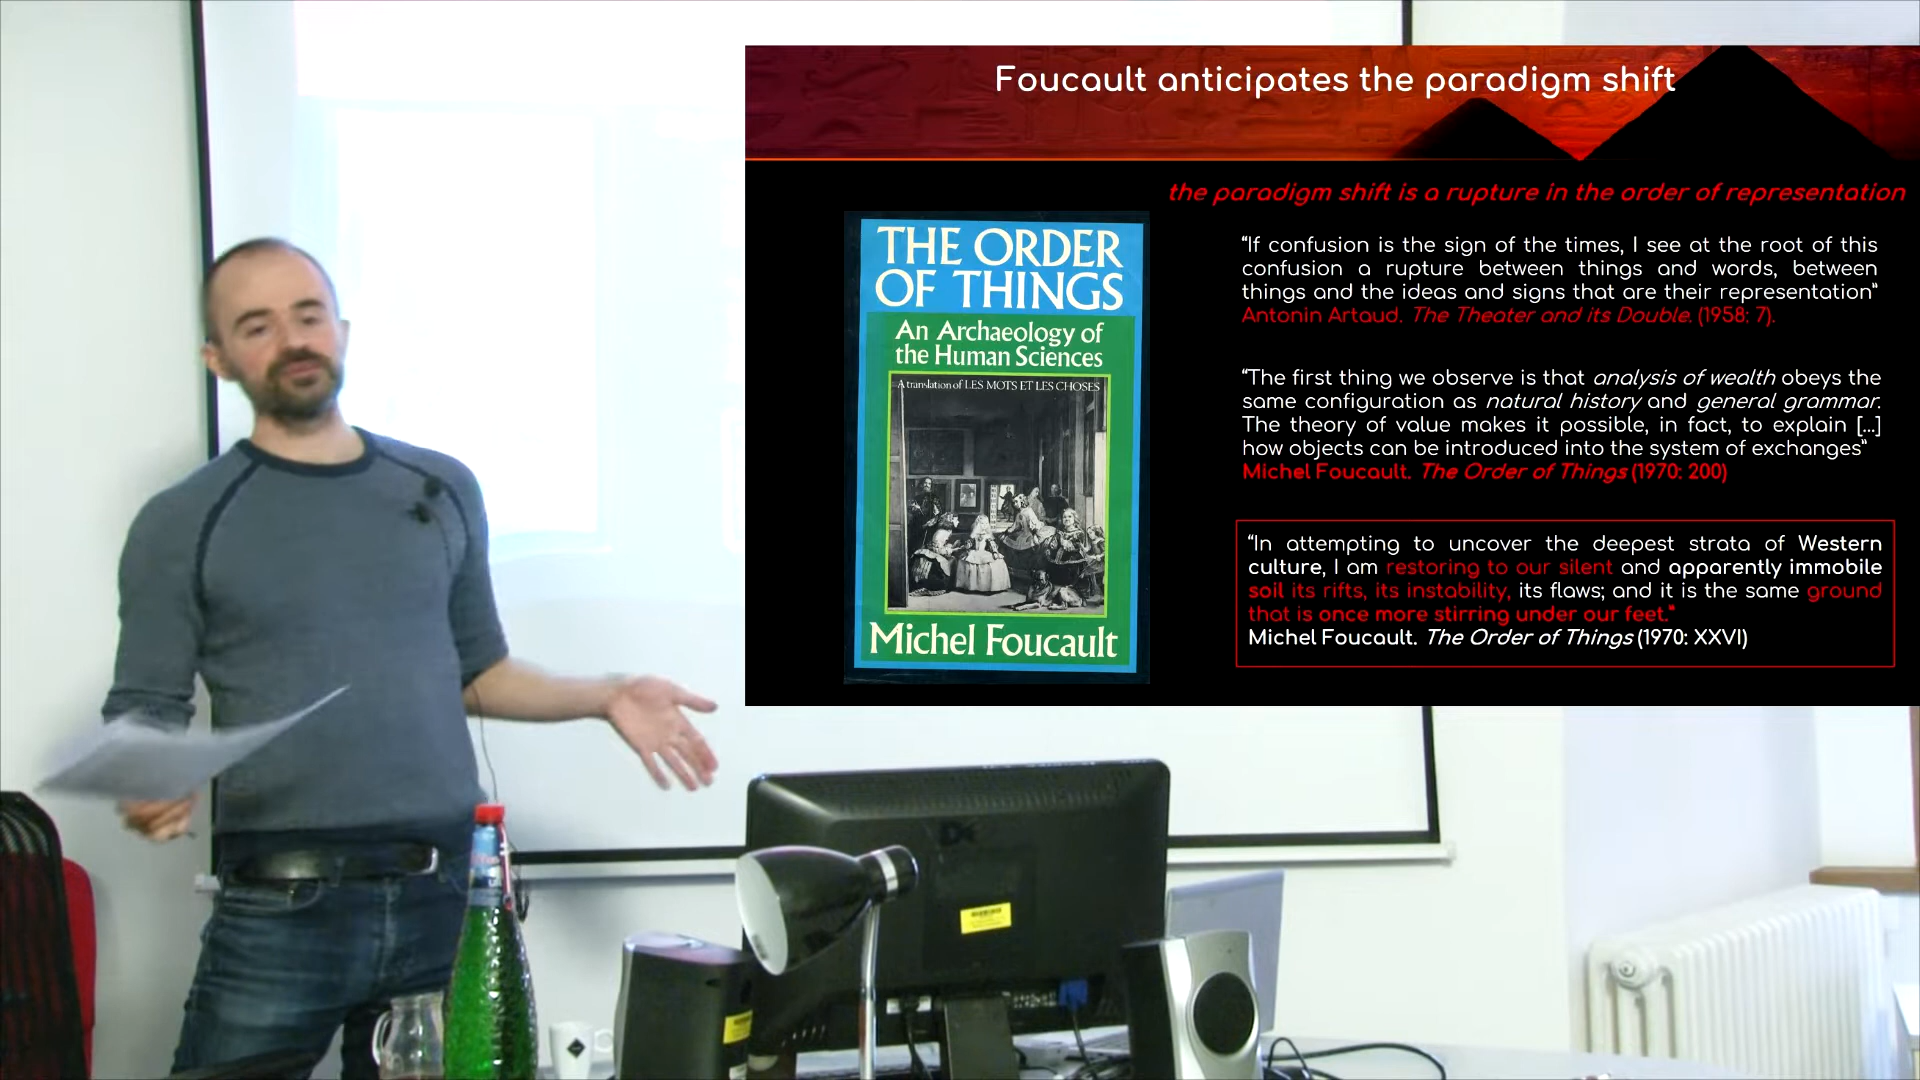 Foucault anticipates the paradigm shift
the paradigm shift is a rupture in the order of representation
THE ORDER
OF THINGS
An Archaeology of
the Human Sciences
A translation of LES MOTS ET LES CHOSES
Michel Foucault
“If confusion is the sign of the times, I see at the root of this
confusion a rupture between things and words, between
things and the ideas and signs that are their representation”
Antonin Artaud. The Theater and its Double. (1958: 7).
“The first thing we observe is that analysis of wealth obeys the
same configuration as natural history and general grammar.
The theory of value makes it possible, in fact, to explain [...]
how objects can be introduced into the system of exchanges”
Michel Foucault. The Order of Things (1970: 200)
“In attempting to uncover the deepest strata of Western
culture, I am restoring to our silent and apparently immobile
soil its rifts, its instability, its flaws; and it is the same ground
that is once more stirring under our feet.”
Michel Foucault. The Order of Things (1970: XXVI)